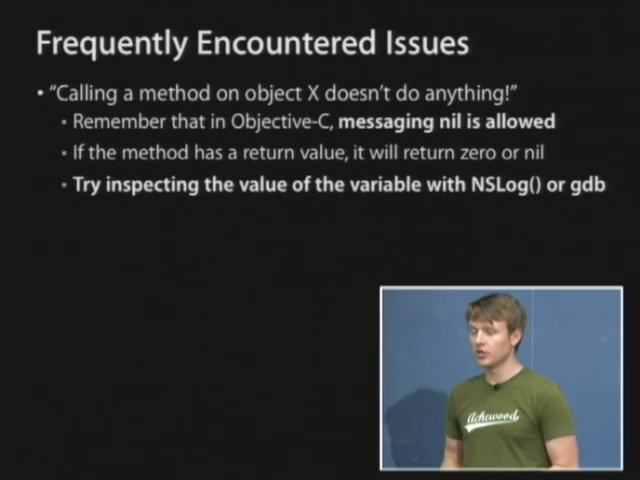 Frequently Encountered Issues
• “Calling a method on object X doesn’t do anything!”
▪ Remember that in Objective-C, messaging nil is allowed
▪ If the method has a return value, it will return zero or nil
▪ Try inspecting the value of the variable with NSLog() or gdb
Achewood